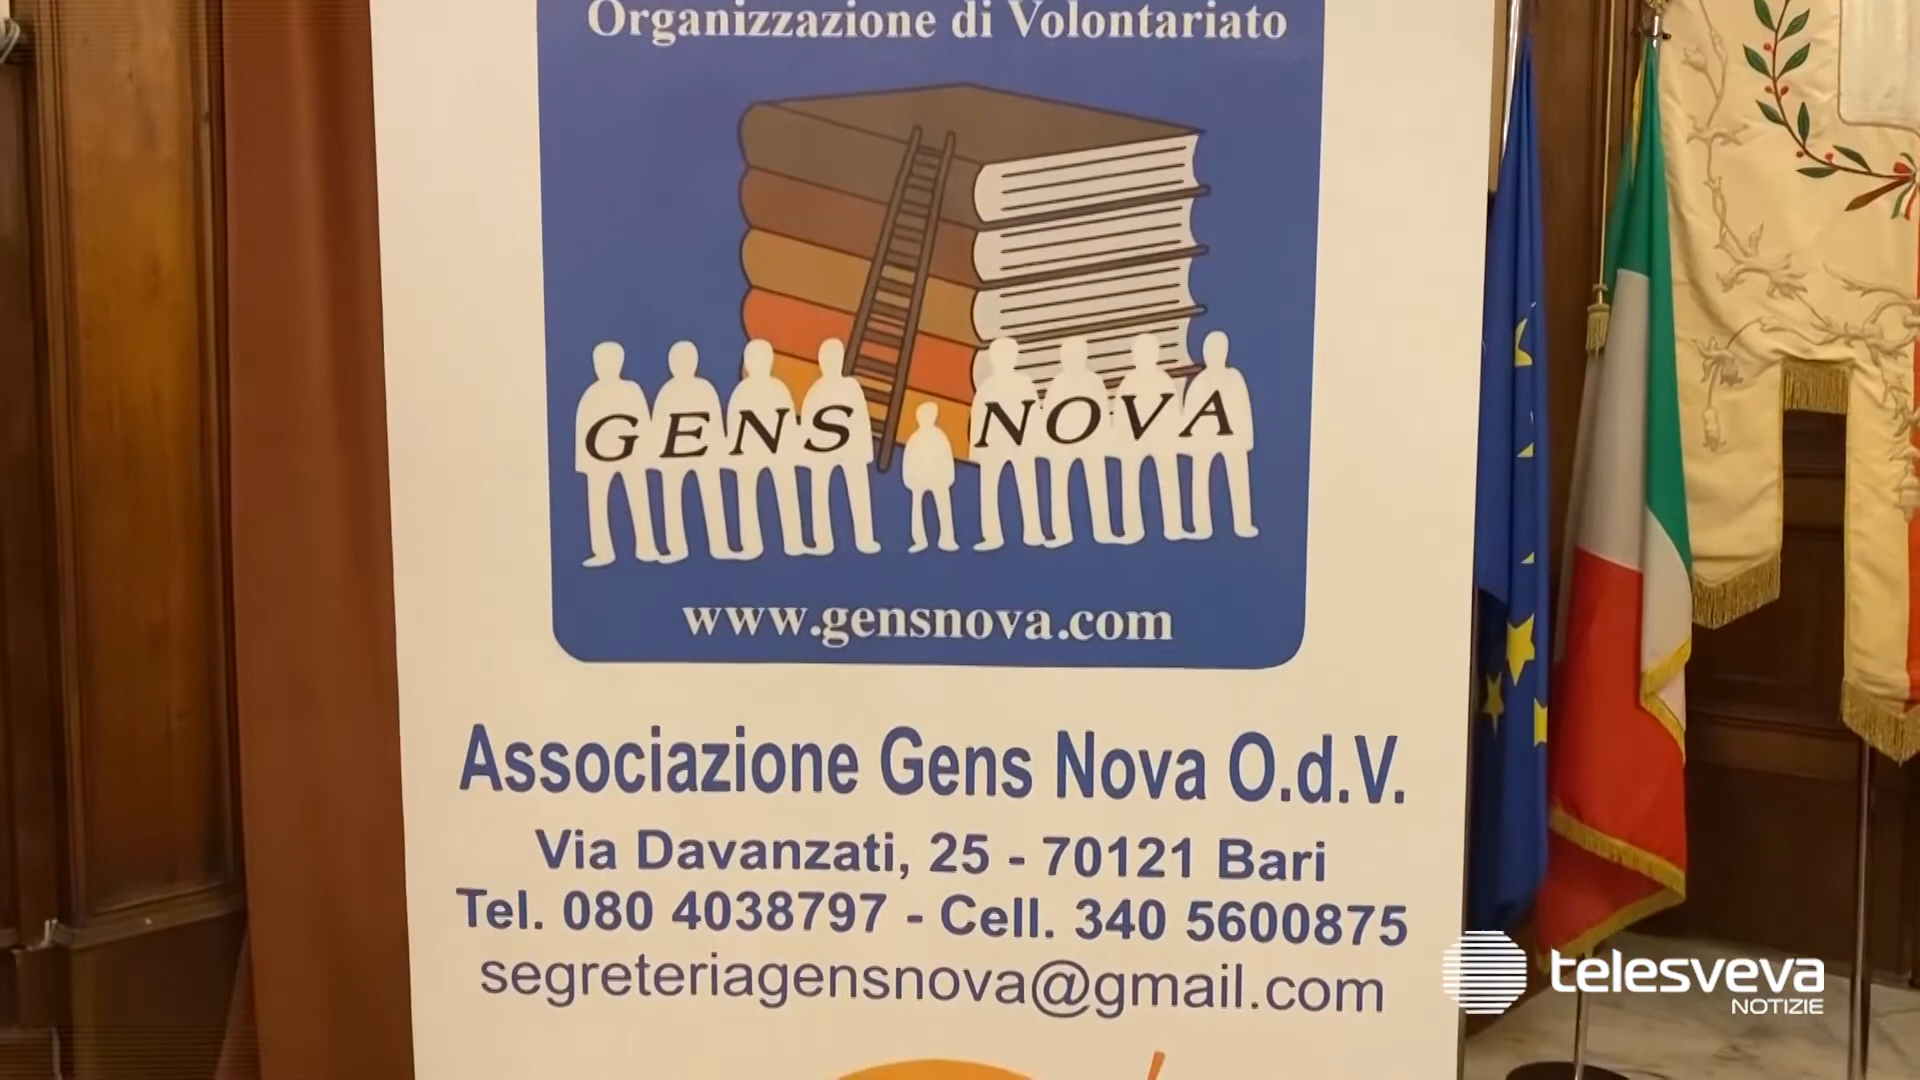 Organizzazione di Volontariato
GENS NOVA
www.gensnova.com
Associazione Gens Nova O.d.V.
Via Davanzati, 25 - 70121 Bari
Tel. 080 4038797 - Cell. 340 5600875
segreteriagensnova@gmail.com
telesveva
NOTIZIE